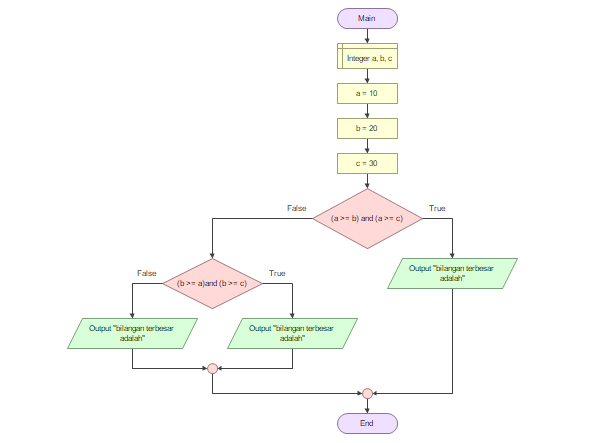 Main
Integer a, b, c
a = 10
b = 20
c = 30
False
True
(a >= b) and (a >= c)
False
True
(b >= a)and (b >= c)
Output "bilangan terbesar
adalah"
Output "bilangan terbesar
adalah"
Output "bilangan terbesar
adalah"
End